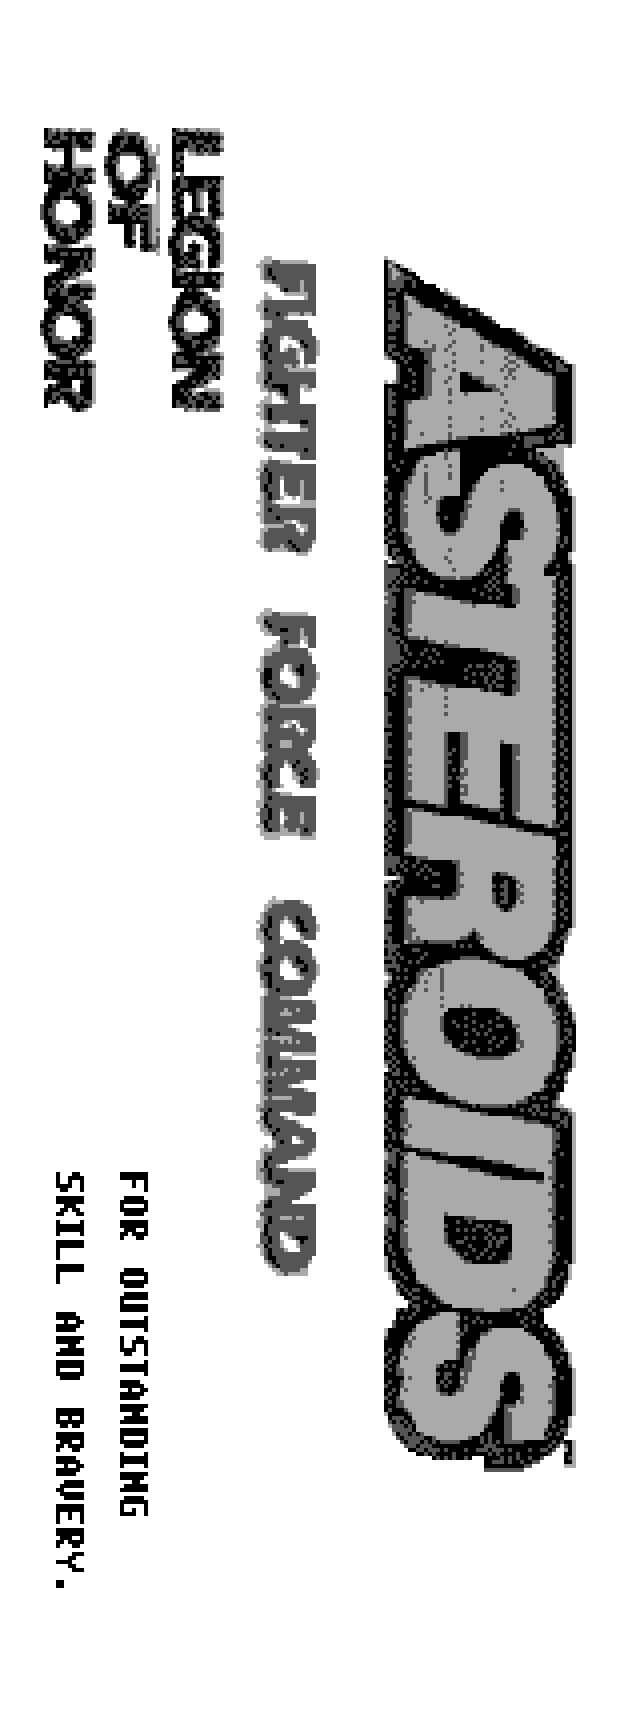 ASTEROIDS
FIGHTER FORCE COMMAND
LEGION
OF
HONOR
FOR OUTSTANDING
SKILL AND BRAVERY.